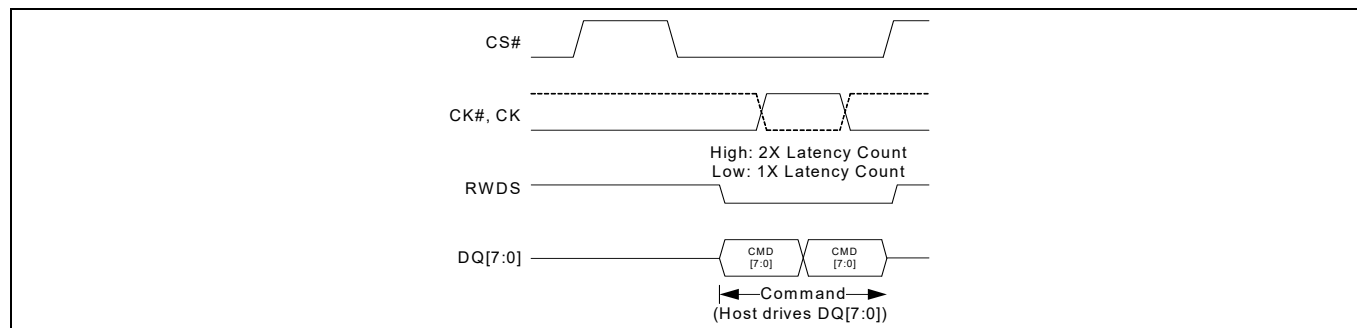 CS#
CK#, CK
High: 2X Latency Count
Low: 1X Latency Count
RWDS
DQ[7:0]
CMD
[7:0]
CMD
[7:0]
Command
(Host drives DQ[7:0])